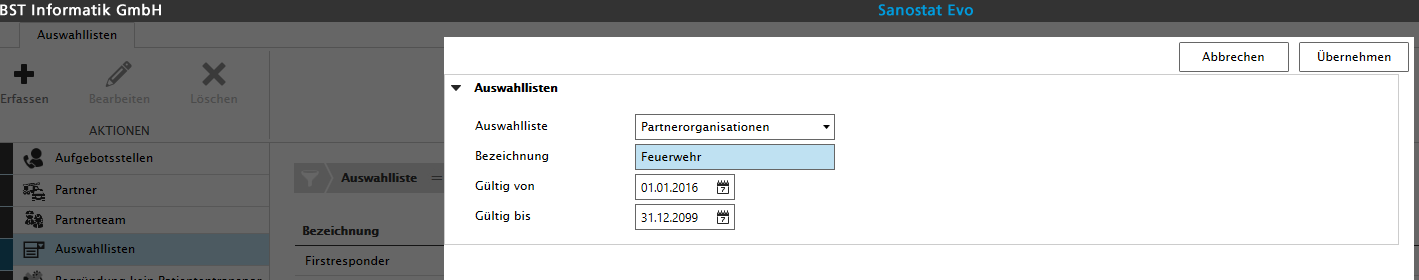 BST Informatik GmbH
Sanostat Evo
Auswahllisten
Abbrechen
Übernehmen
Erfassen
Bearbeiten
Löschen
AKTIONEN
Auswahllisten
Auswahlliste
Partnerorganisationen
Bezeichnung
Feuerwehr
Gültig von
01.01.2016
Gültig bis
31.12.2099
Aufgebotsstellen
Partner
Partnerteam
Auswahllisten
Auswahlliste =
Bezeichnung
Firstresponder